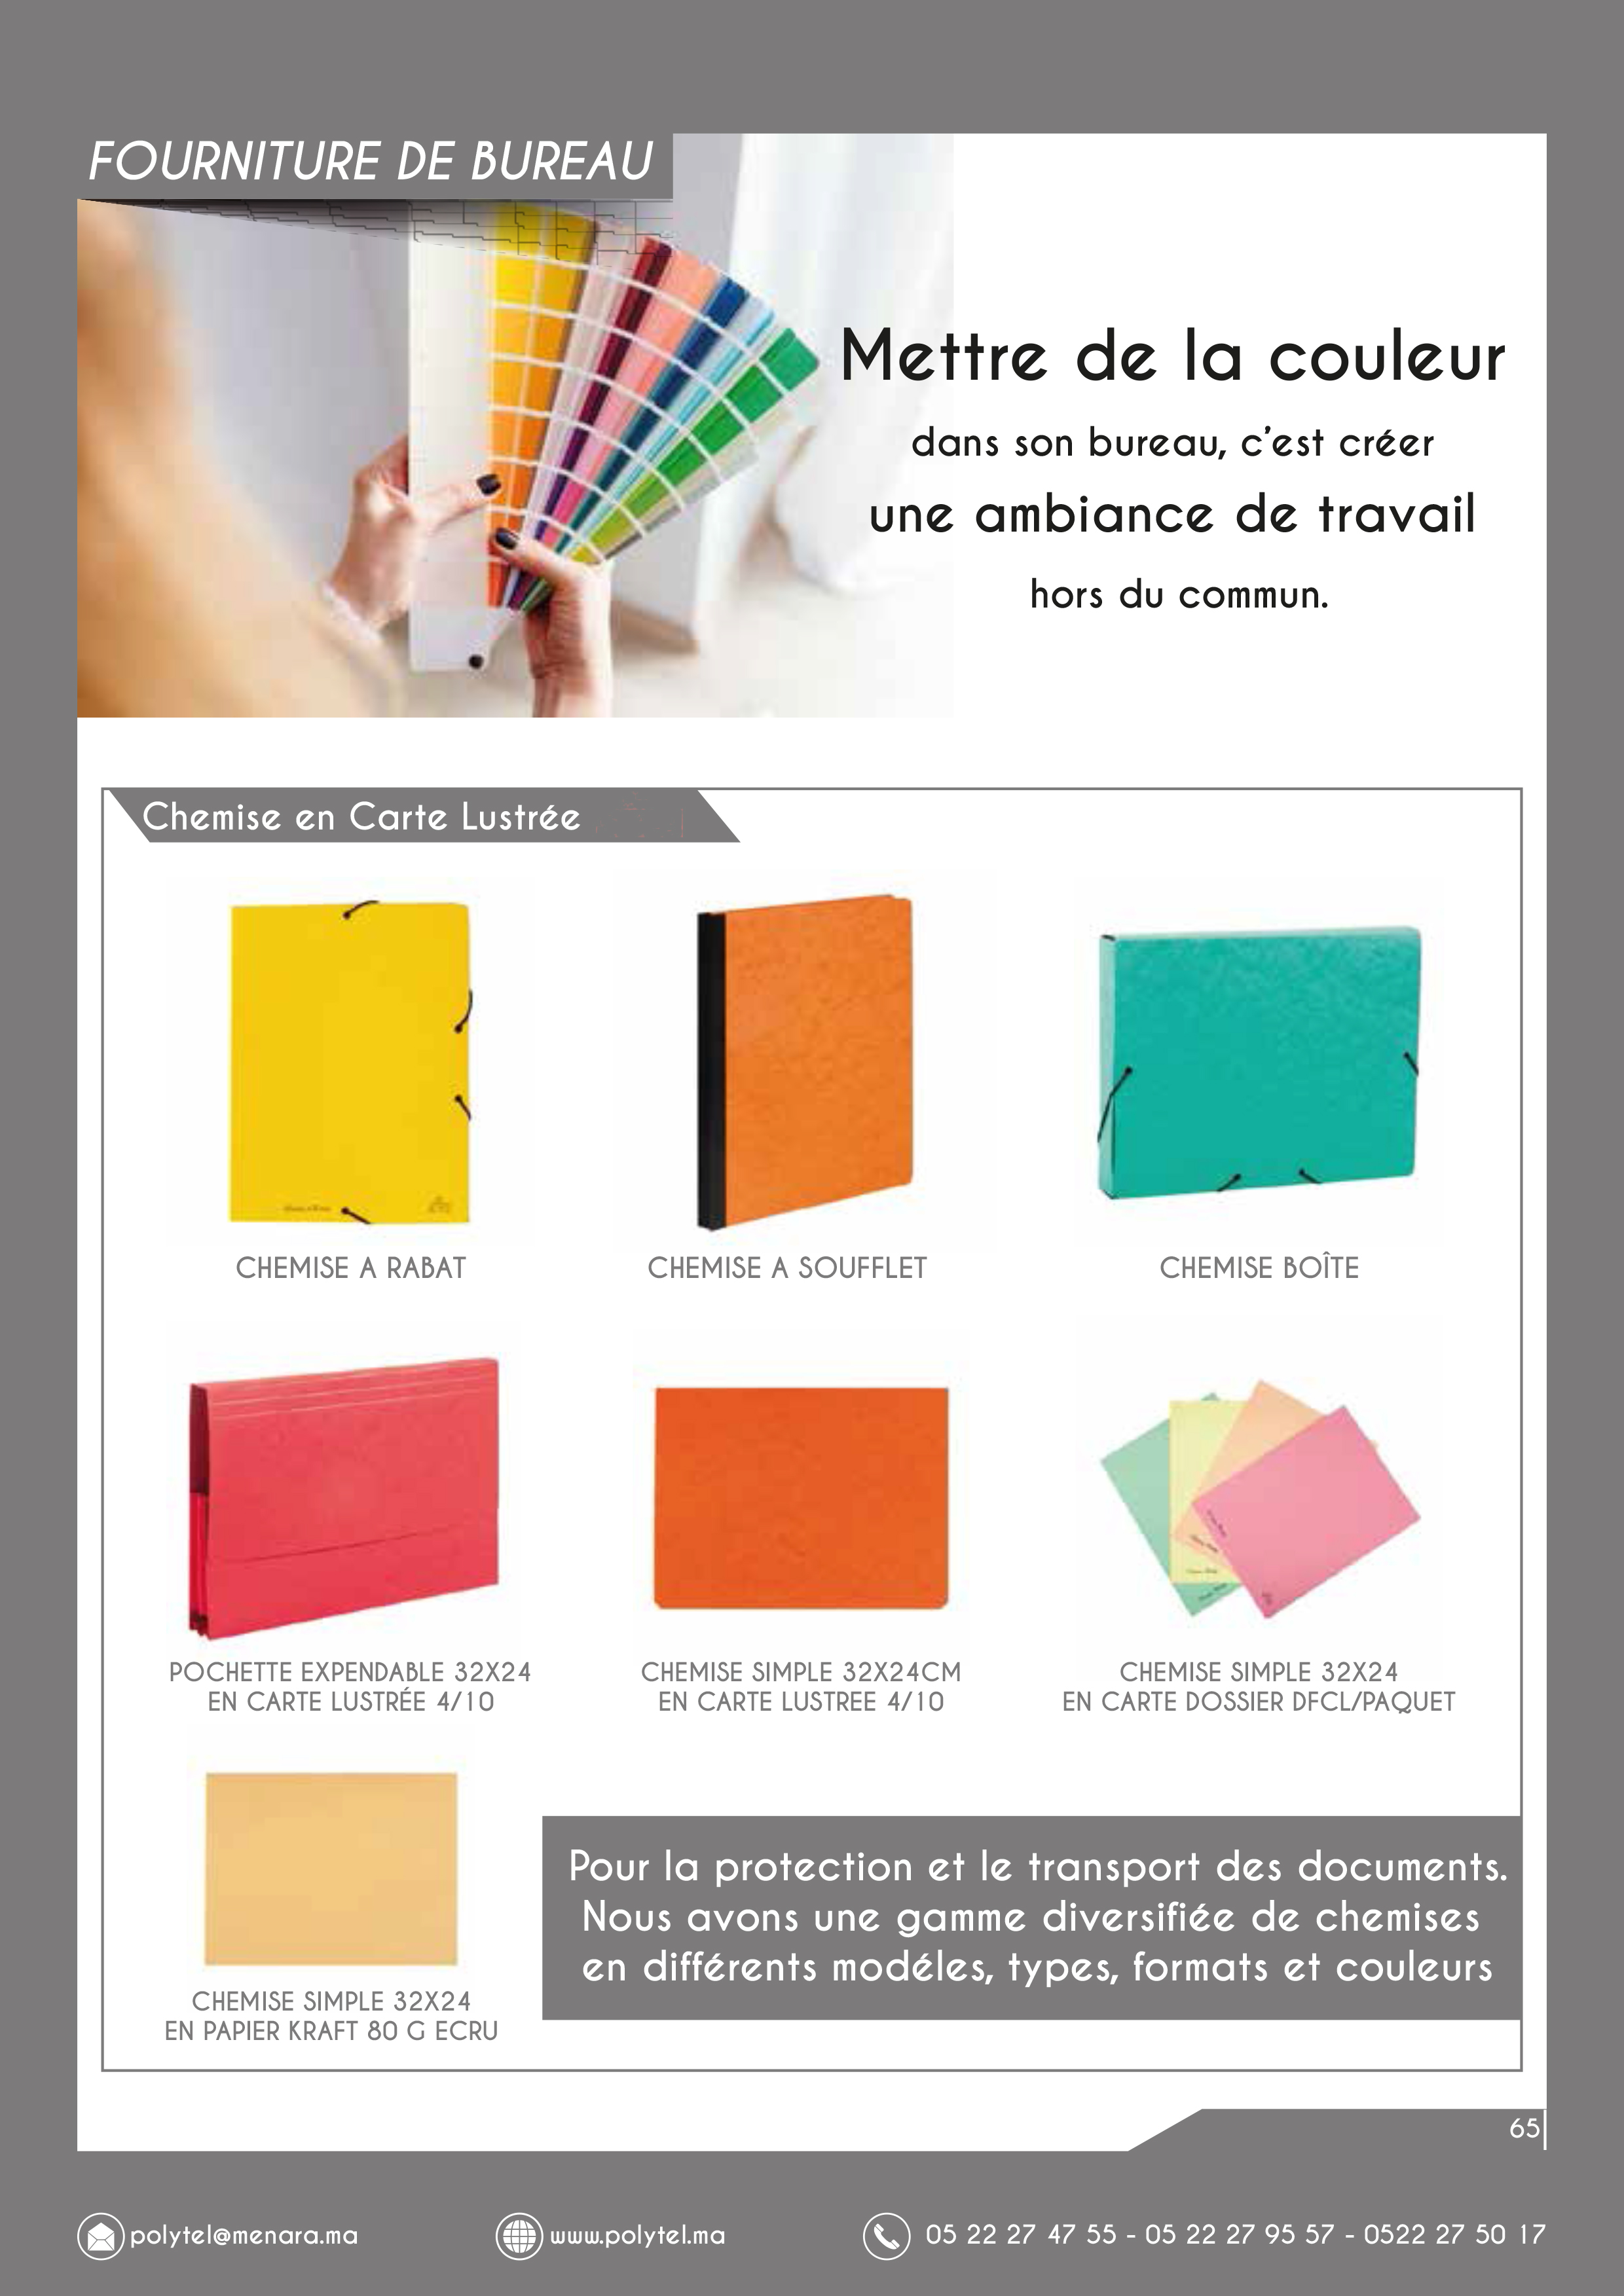 FOURNITURE DE BUREAU
Mettre de la couleur
dans son bureau, c'est créer
une ambiance de travail
hors du commun.
Chemise en Carte Lustrée
CHEMISE A RABAT
CHEMISE A SOUFFLET
CHEMISE BOÎTE
POCHETTE EXPENDABLE 32X24
EN CARTE LUSTRÉE 4/10
CHEMISE SIMPLE 32X24CM
EN CARTE LUSTREE 4/10
CHEMISE SIMPLE 32X24
EN CARTE DOSSIER DFCL/PAQUET
CHEMISE SIMPLE 32X24
EN PAPIER KRAFT 80 G ECRU
Pour la protection et le transport des documents.
Nous avons une gamme diversifiée de chemises
en différents modéles, types, formats et couleurs
65
polytel@menara.ma
www.polytel.ma
05 22 27 47 55 - 05 22 27 95 57 - 0522 27 50 17